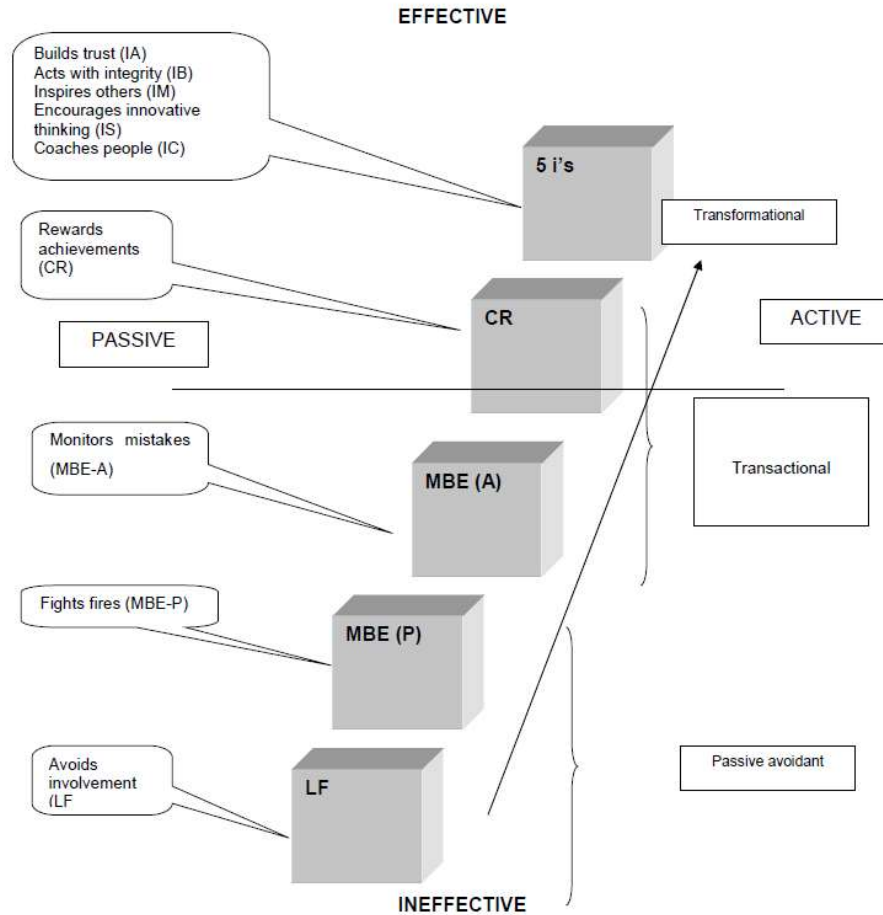 EFFECTIVE
Builds trust (IA)
Acts with integrity (IB)
Inspires others (IM)
Encourages innovative
thinking (IS)
Coaches people (IC)
5 i's
Transformational
Rewards
achievements
(CR)
CR
PASSIVE
ACTIVE
Monitors mistakes
(MBE-A)
MBE (A)
Transactional
Fights fires (MBE-P)
MBE (P)
Avoids
involvement
(LF
LF
Passive avoidant
INEFFECTIVE